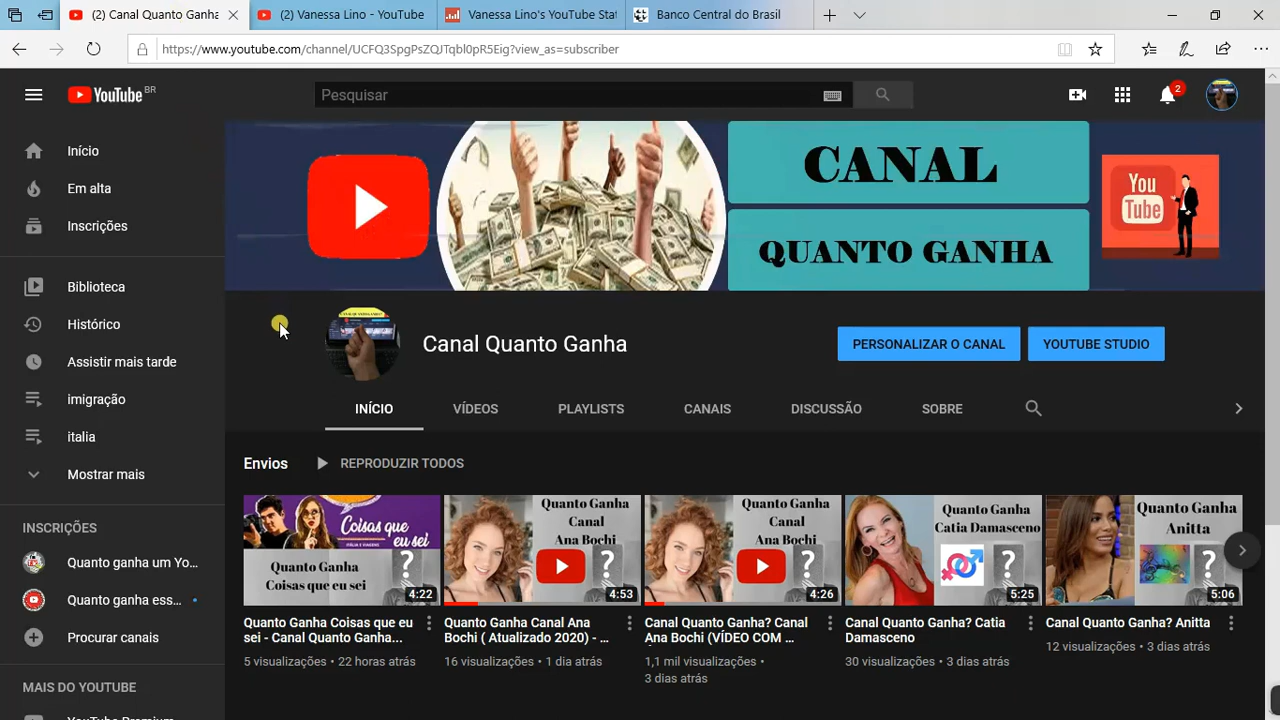 (2) Canal Quanto Ganha
(2) Vanessa Lino - YouTube
Vanessa Lino's YouTube Stat
Banco Central do Brasil
https://www.youtube.com/channel/UCFQ3SpgPsZQJTqbl0pR5Eig?view_as=subscriber
YouTube BR
Pesquisar
2
Início
Em alta
Inscrições
Biblioteca
Histórico
Assistir mais tarde
imigração
italia
Mostrar mais
INSCRIÇÕES
Quanto ganha um Yo...
Quanto ganha ess...
Procurar canais
MAIS DO YOUTUBE
YouTube Premium
CANAL
QUANTO GANHA
You
Tube
Canal Quanto Ganha
PERSONALIZAR O CANAL
YOUTUBE STUDIO
INÍCIO
VÍDEOS
PLAYLISTS
CANAIS
DISCUSSÃO
SOBRE
Envios
REPRODUZIR TODOS
Coisas que
eu sei
Quanto Ganha
Coisas que eu sei
?
4:22
Quanto Ganha Coisas que eu
sei - Canal Quanto Ganha...
5 visualizações • 22 horas atrás
Quanto Ganha
Canal
Ana Bochi
?
4:53
Quanto Ganha Canal Ana
Bochi ( Atualizado 2020) - ...
16 visualizações • 1 dia atrás
Quanto Ganha
Canal
Ana Bochi
?
4:26
Canal Quanto Ganha? Canal
Ana Bochi (VÍDEO COM ...
1,1 mil visualizações •
3 dias atrás
Quanto Ganha
Catia Damasceno
?
5:25
Canal Quanto Ganha? Catia
Damasceno
30 visualizações • 3 dias atrás
Quanto Ganha
Anitta
?
5:06
Canal Quanto Ganha? Anitta
12 visualizações • 3 dias atrás